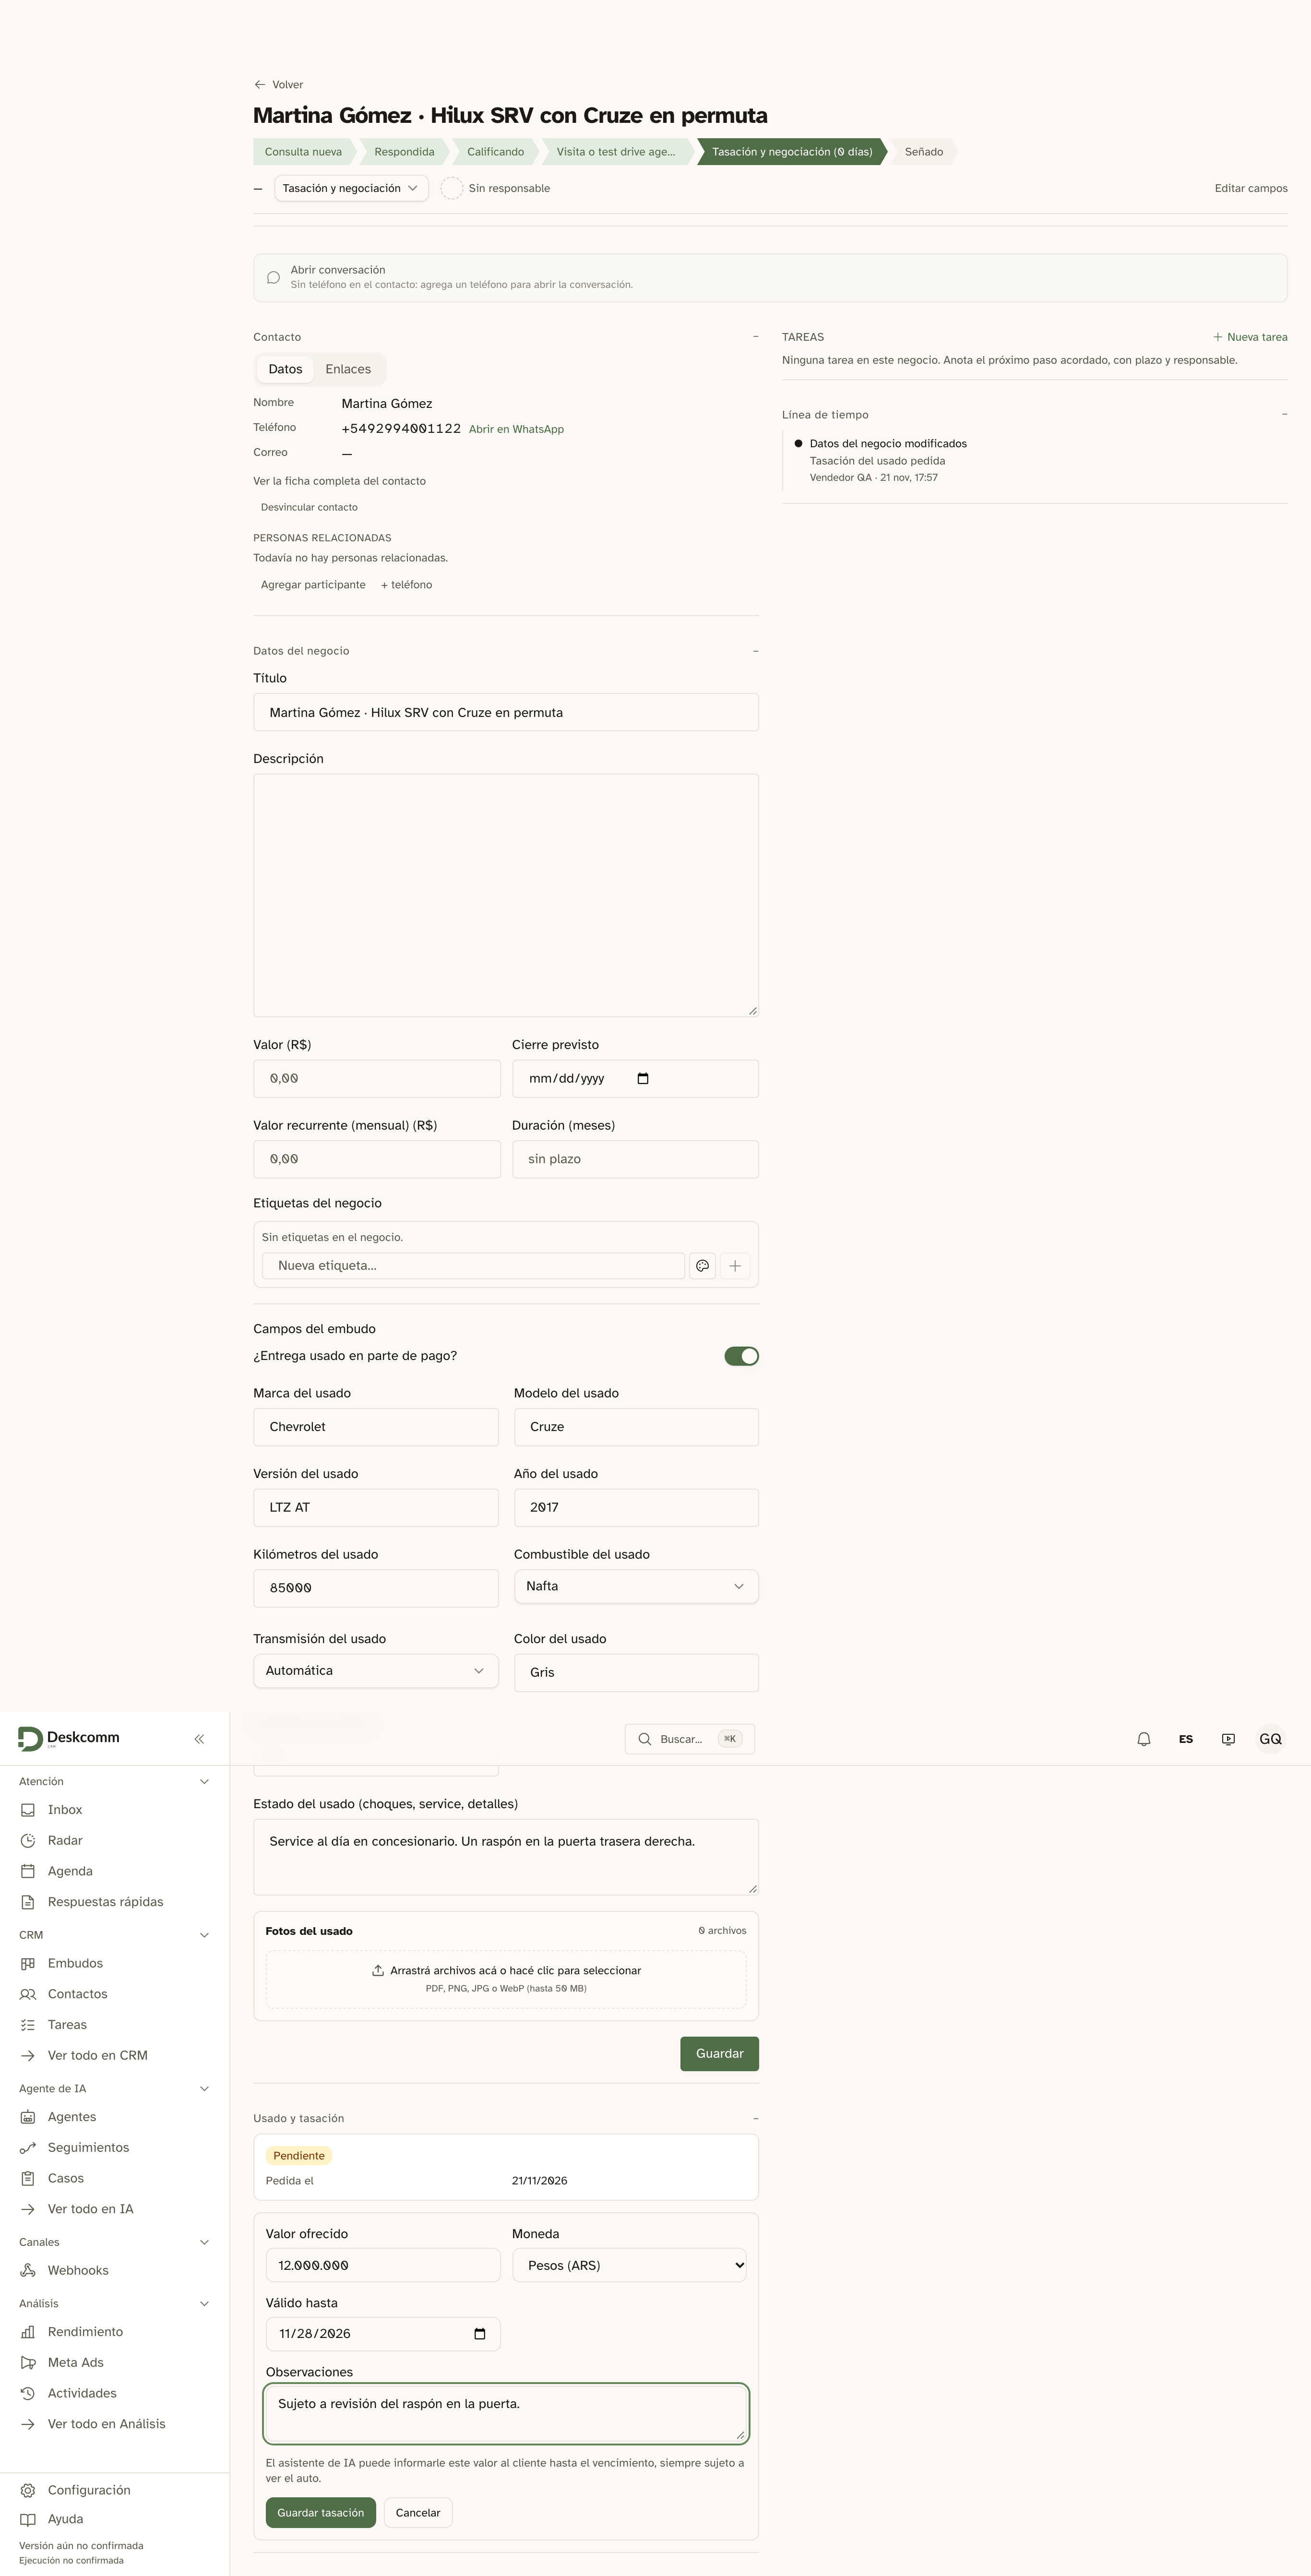 Volver
Martina Gómez · Hilux SRV con Cruze en permuta
Consulta nueva
Respondida
Calificando
Visita o test drive age...
Tasación y negociación (0 días)
Señado
—
Tasación y negociación
Sin responsable
Editar campos
Abrir conversación
Sin teléfono en el contacto: agrega un teléfono para abrir la conversación.
Contacto
Datos
Enlaces
Nombre
Martina Gómez
Teléfono
+5492994001122
Abrir en WhatsApp
Correo
—
Ver la ficha completa del contacto
Desvincular contacto
PERSONAS RELACIONADAS
Todavía no hay personas relacionadas.
Agregar participante
+ teléfono
TAREAS
Nueva tarea
Ninguna tarea en este negocio. Anota el próximo paso acordado, con plazo y responsable.
Línea de tiempo
Datos del negocio modificados
Tasación del usado pedida
Vendedor QA · 21 nov, 17:57
Datos del negocio
Título
Martina Gómez · Hilux SRV con Cruze en permuta
Descripción
Valor (R$)
Cierre previsto
0,00
mm/dd/yyyy
Valor recurrente (mensual) (R$)
Duración (meses)
0,00
sin plazo
Etiquetas del negocio
Sin etiquetas en el negocio.
Nueva etiqueta...
Campos del embudo
¿Entrega usado en parte de pago?
Marca del usado
Modelo del usado
Chevrolet
Cruze
Versión del usado
Año del usado
LTZ AT
2017
Kilómetros del usado
Combustible del usado
85000
Nafta
Transmisión del usado
Color del usado
Automática
Gris
Deskcomm
Buscar...
⌘K
ES
GQ
Atención
Inbox
Radar
Agenda
Respuestas rápidas
CRM
Embudos
Contactos
Tareas
Ver todo en CRM
Agente de IA
Agentes
Seguimientos
Casos
Ver todo en IA
Canales
Webhooks
Análisis
Rendimiento
Meta Ads
Actividades
Ver todo en Análisis
Configuración
Ayuda
Versión aún no confirmada
Ejecución no confirmada
Estado del usado (choques, service, detalles)
Service al día en concesionario. Un raspón en la puerta trasera derecha.
Fotos del usado
0 archivos
Arrastrá archivos acá o hacé clic para seleccionar
PDF, PNG, JPG o WebP (hasta 50 MB)
Guardar
Usado y tasación
Pendiente
Pedida el
21/11/2026
Valor ofrecido
Moneda
12.000.000
Pesos (ARS)
Válido hasta
11/28/2026
Observaciones
Sujeto a revisión del raspón en la puerta.
El asistente de IA puede informarle este valor al cliente hasta el vencimiento, siempre sujeto a
ver el auto.
Guardar tasación
Cancelar